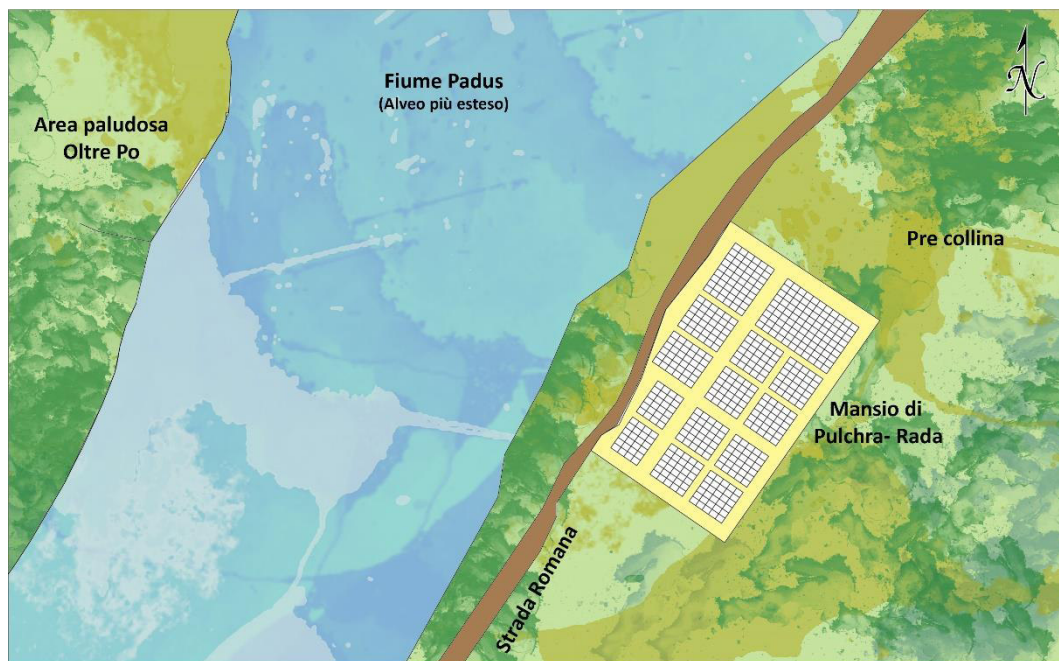 Fiume Padus
(Alveo più esteso)
N
Area paludosa
Oltre Po
Pre collina
Mansio di
Pulchra- Rada
Strada Romana